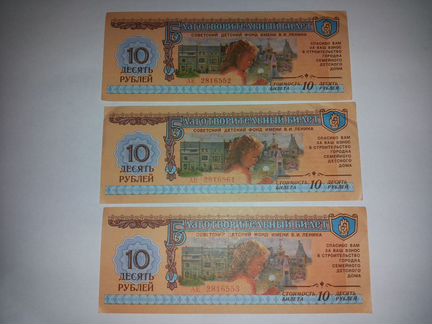 БЛАГОТВОРИТЕЛЬНЫЙ БИЛЕТ
СОВЕТСКИЙ ДЕТСКИЙ ФОНД ИМЕНИ В.И. ЛЕНИНА
10
ДЕСЯТЬ
РУБЛЕЙ
СПАСИБО ВАМ
ЗА ВАШ ВЗНОС
В СТРОИТЕЛЬСТВО
ГОРОДКА
СЕМЕЙНОГО
ДЕТСКОГО
ДОМА
АЕ 2816552
СТОИМОСТЬ БИЛЕТА 10 ДЕСЯТЬ РУБЛЕЙ
БЛАГОТВОРИТЕЛЬНЫЙ БИЛЕТ
СОВЕТСКИЙ ДЕТСКИЙ ФОНД ИМЕНИ В.И. ЛЕНИНА
10
ДЕСЯТЬ
РУБЛЕЙ
СПАСИБО ВАМ
ЗА ВАШ ВЗНОС
В СТРОИТЕЛЬСТВО
ГОРОДКА
СЕМЕЙНОГО
ДЕТСКОГО
ДОМА
АЕ
СТОИМОСТЬ БИЛЕТА 10 ДЕСЯТЬ РУБЛЕЙ
БЛАГОТВОРИТЕЛЬНЫЙ БИЛЕТ
СОВЕТСКИЙ ДЕТСКИЙ ФОНД ИМЕНИ В.И. ЛЕНИНА
10
ДЕСЯТЬ
РУБЛЕЙ
СПАСИБО ВАМ
ЗА ВАШ ВЗНОС
В СТРОИТЕЛЬСТВО
ГОРОДКА
СЕМЕЙНОГО
ДЕТСКОГО
ДОМА
АЕ 2816553
СТОИМОСТЬ БИЛЕТА 10 ДЕСЯТЬ РУБЛЕЙ